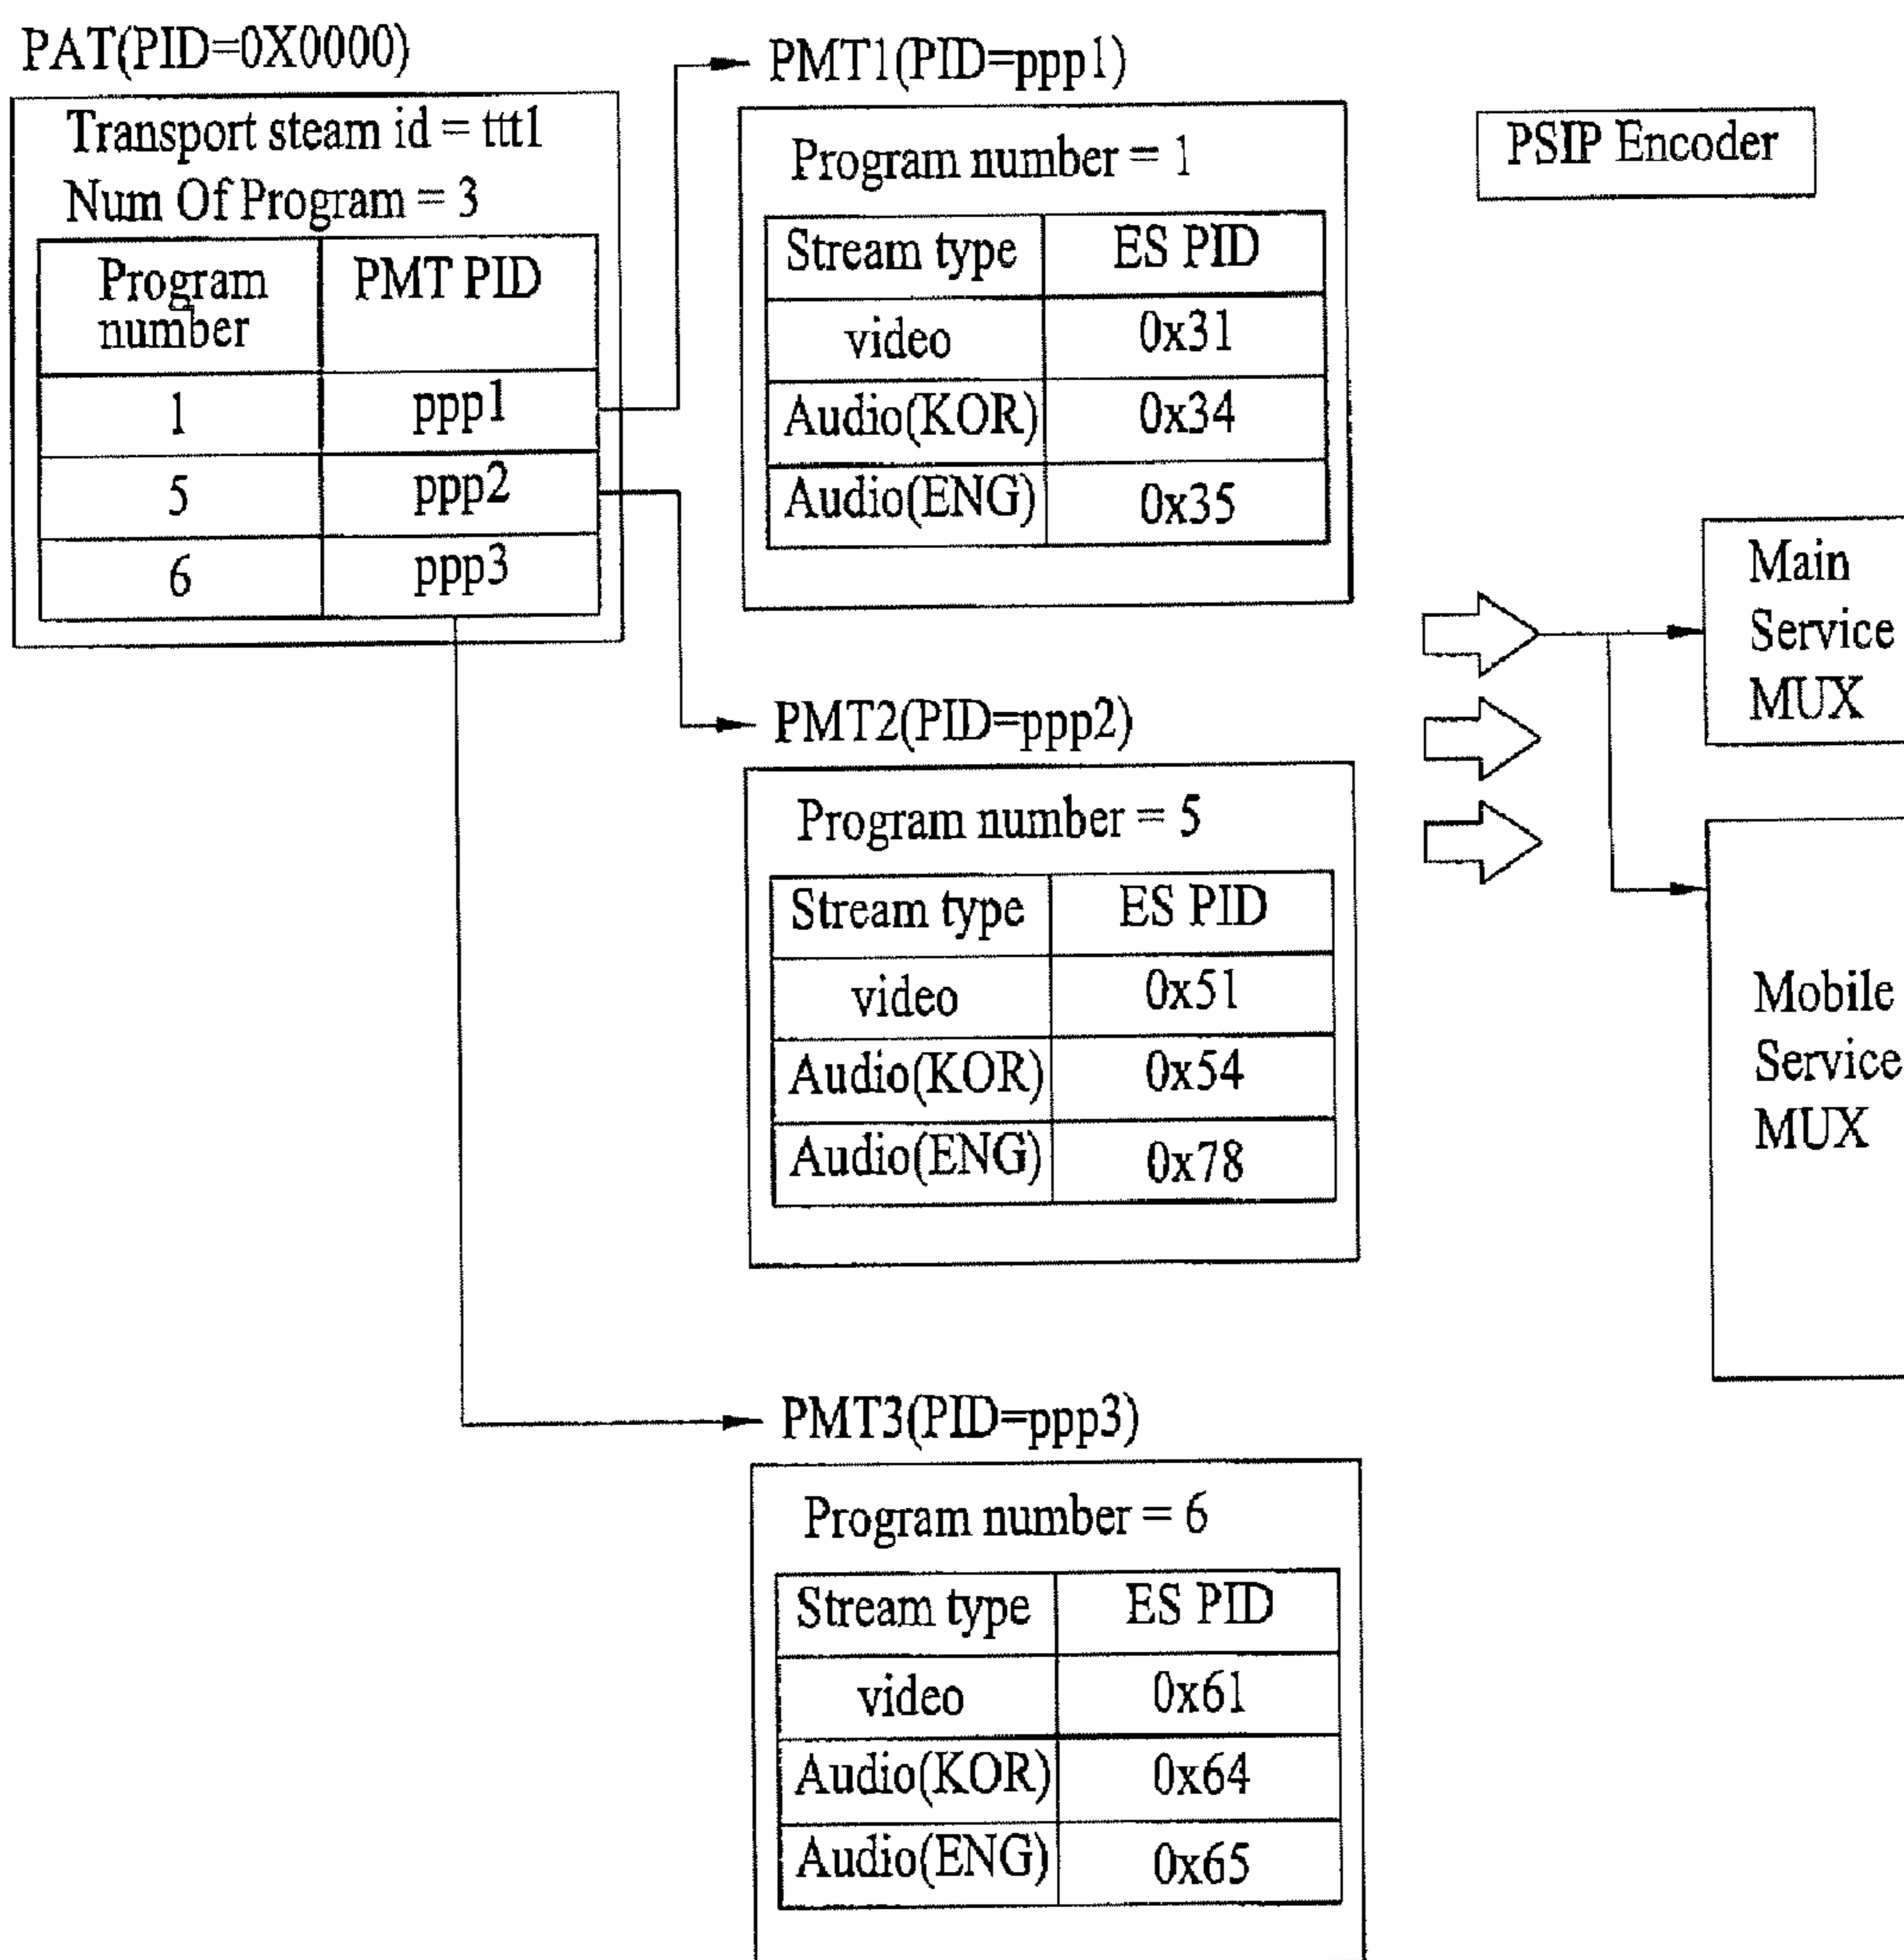 PAT(PID=0X0000)
Transport steam id = ttt1
Num Of Program = 3
Program number
PMT PID
1
ppp1
5
ppp2
6
ppp3
PMT1(PID=ppp1)
Program number = 1
Stream type
ES PID
video
0x31
Audio(KOR)
0x34
Audio(ENG)
0x35
PMT2(PID=ppp2)
Program number = 5
Stream type
ES PID
video
0x51
Audio(KOR)
0x54
Audio(ENG)
0x78
PMT3(PID=ppp3)
Program number = 6
Stream type
ES PID
video
0x61
Audio(KOR)
0x64
Audio(ENG)
0x65
PSIP Encoder
Main
Service
MUX
Mobile
Service
MUX